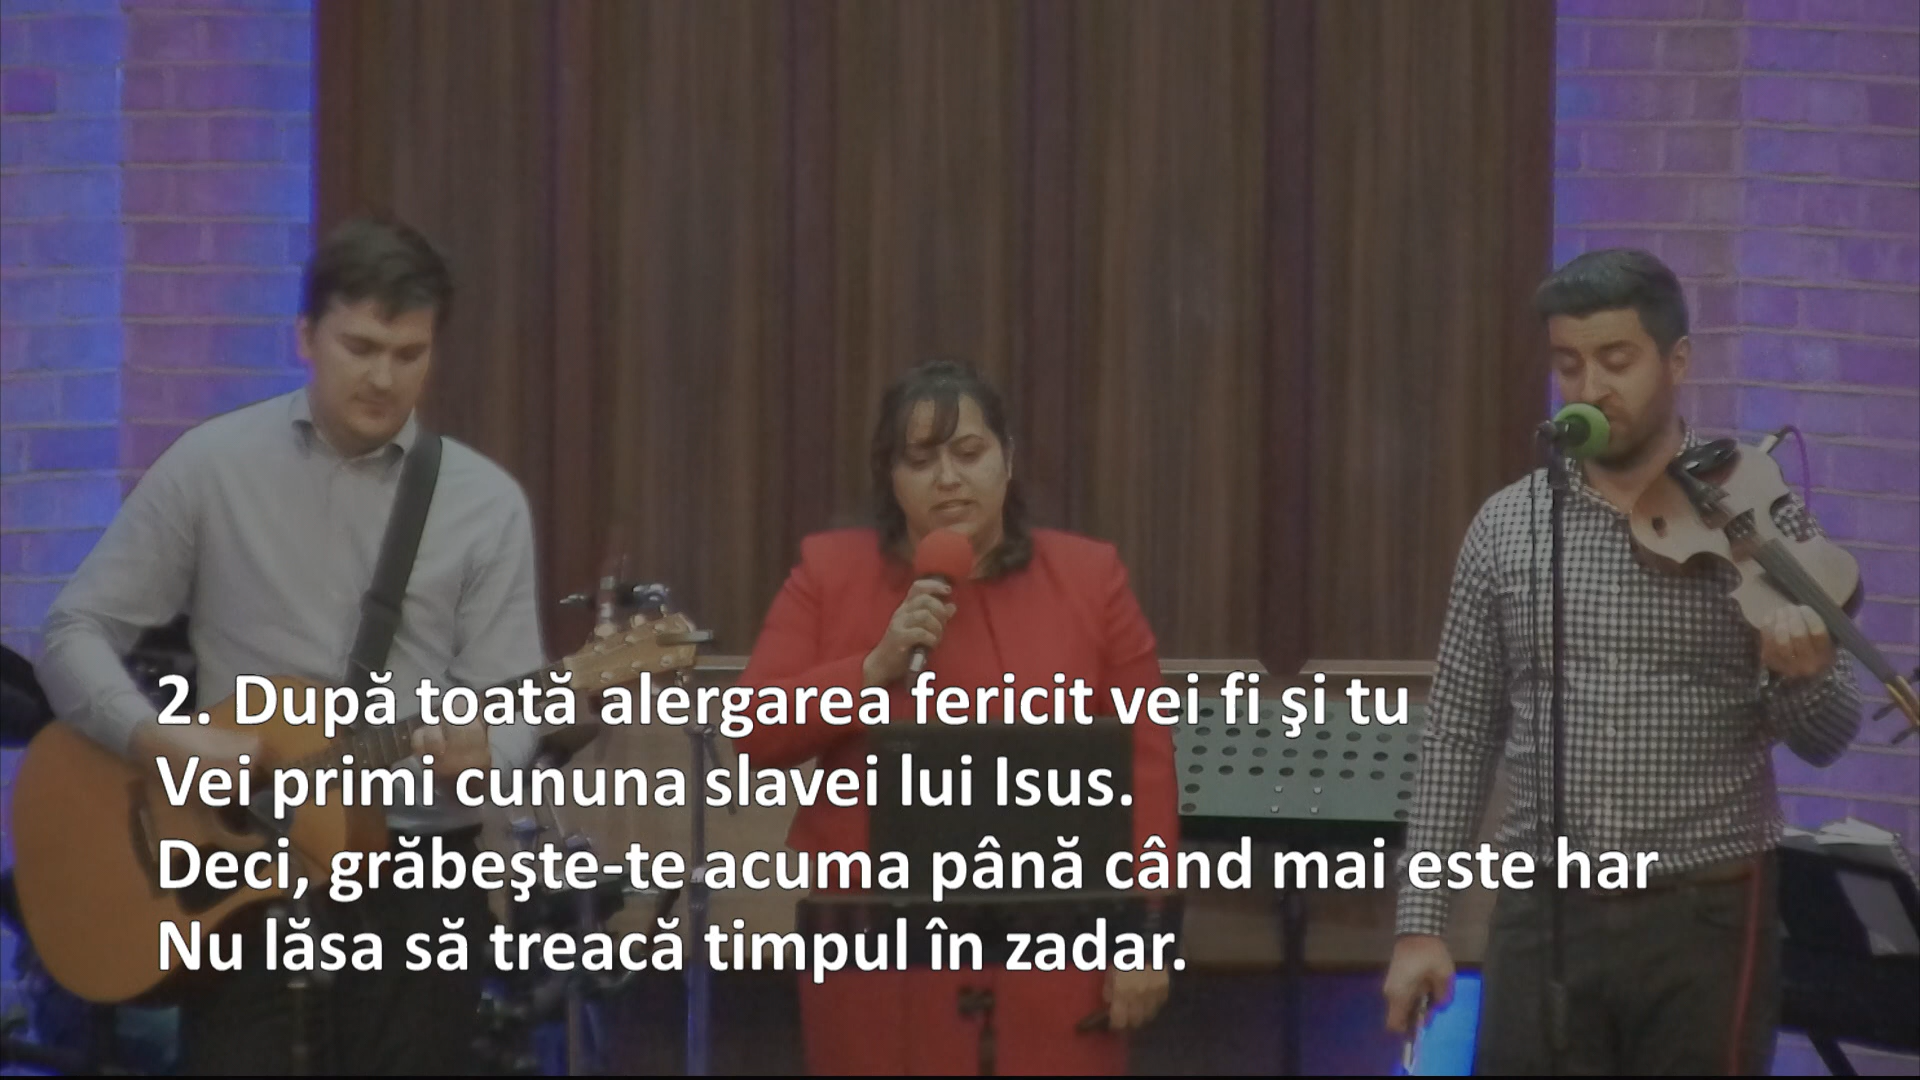 2. După toată alergarea fericit vei fi şi tu
Vei primi cununa slavei lui Isus.
Deci, grăbeşte-te acuma până când mai este har
Nu lăsa să treacă timpul în zadar.